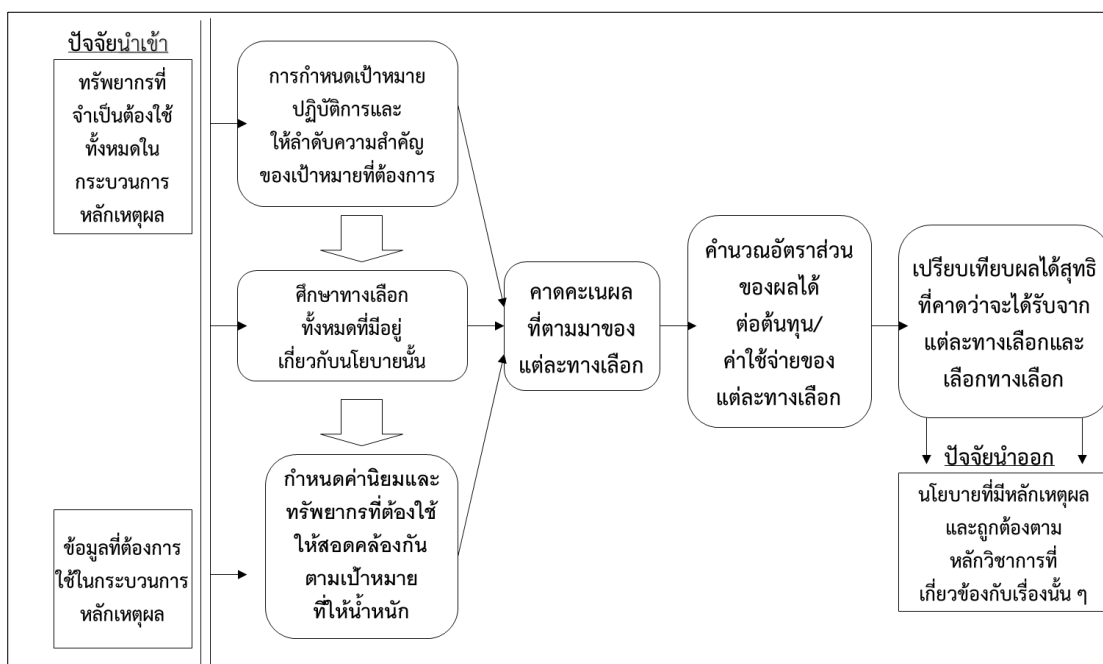 ปัจจัยนำเข้า
ทรัพยากรที่
จำเป็นต้องใช้
ทั้งหมดใน
กระบวนการ
หลักเหตุผล
ข้อมูลที่ต้องการ
ใช้ในกระบวนการ
หลักเหตุผล
การกำหนดเป้าหมาย
ปฏิบัติการและ
ให้ลำดับความสำคัญ
ของเป้าหมายที่ต้องการ
ศึกษาทางเลือก
ทั้งหมดที่มีอยู่
เกี่ยวกับนโยบายนั้น
กำหนดค่านิยมและ
ทรัพยากรที่ต้องใช้
ให้สอดคล้องกัน
ตามเป้าหมาย
ที่ให้น้ำหนัก
คาดคะเนผล
ที่ตามมาของ
แต่ละทางเลือก
คำนวณอัตราส่วน
ของผลได้
ต่อต้นทุน/
ค่าใช้จ่ายของ
แต่ละทางเลือก
เปรียบเทียบผลได้สุทธิ
ที่คาดว่าจะได้รับจาก
แต่ละทางเลือกและ
เลือกทางเลือก
ปัจจัยนำออก
นโยบายที่มีหลักเหตุผล
และถูกต้องตาม
หลักวิชาการที่
เกี่ยวข้องกับเรื่องนั้น ๆ